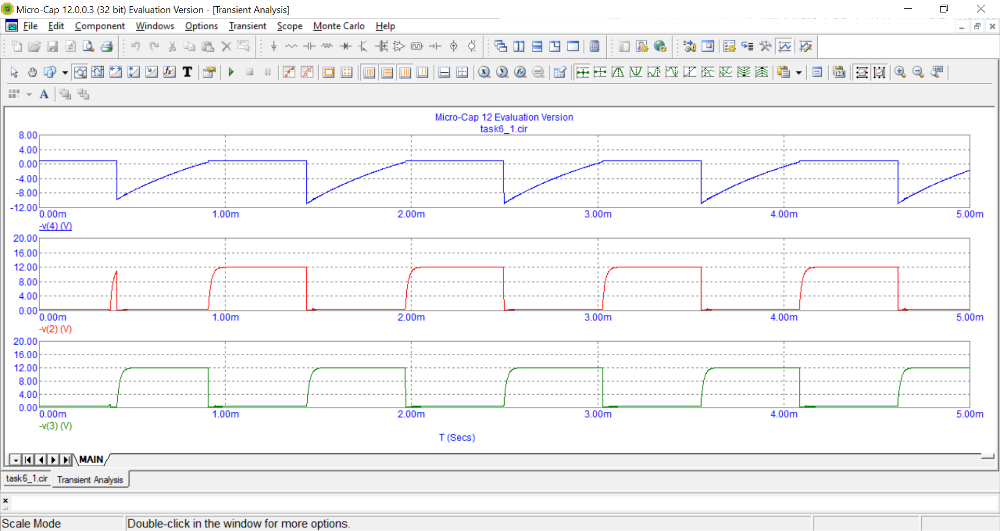 Micro-Cap 12.0.0.3 (32 bit) Evaluation Version - [Transient Analysis]
File Edit Component Windows Options Transient Scope Monte Carlo Help
Micro-Cap 12 Evaluation Version
task6_1.cir
8.00
4.00
0.00
-4.00
-8.00
-12.00
0.00m 1.00m 2.00m 3.00m 4.00m 5.00m
-v(4) (V)
20.00
16.00
12.00
8.00
4.00
0.00
0.00m 1.00m 2.00m 3.00m 4.00m 5.00m
-v(2) (V)
20.00
16.00
12.00
8.00
4.00
0.00
0.00m 1.00m 2.00m 3.00m 4.00m 5.00m
-v(3) (V)
T (Secs)
MAIN
task6_1.cir Transient Analysis
Scale Mode Double-click in the window for more options.